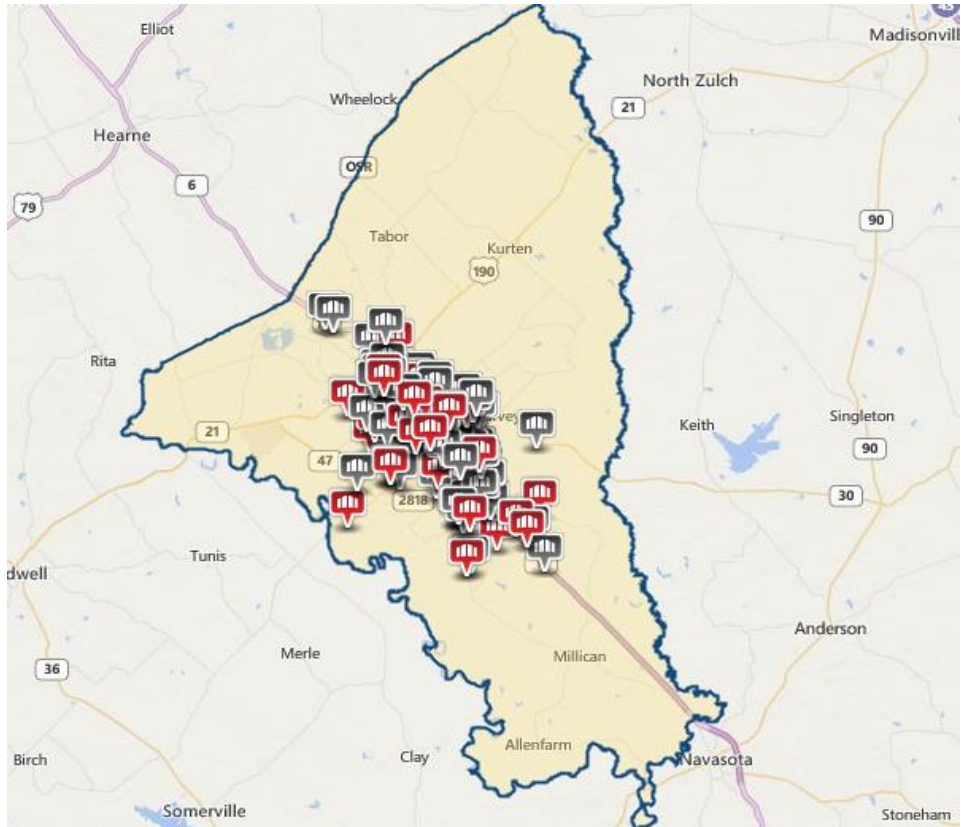 45
Elliot
Madisonvill
North Zulch
Wheelock
21
Hearne
OSR
6
79
90
Tabor
Kurten
190
Rita
Keith
Singleton
21
90
47
30
2818
Tunis
dwell
Anderson
Merle
Millican
36
Allenfarm
Clay
Birch
Navasota
Somerville
Stoneham